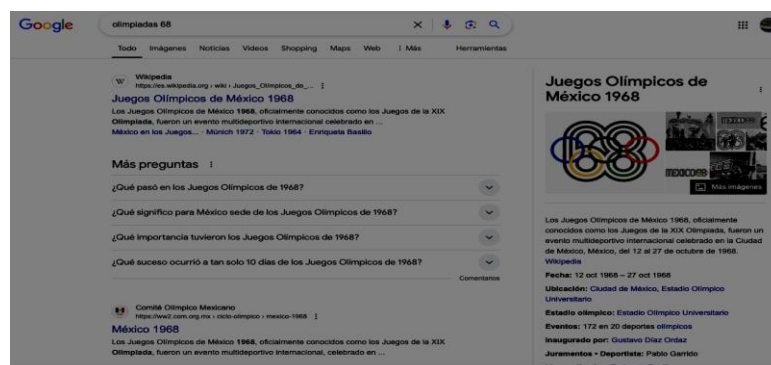 Google
olimpiadas 68
Todo Imágenes Noticias Videos Shopping Maps Web Más Herramientas
Wikipedia
https://es.wikipedia.org › wiki › Juegos_Olímpicos_de_...
Juegos Olímpicos de México 1968
Los Juegos Olímpicos de México 1968, oficialmente conocidos como los Juegos de la XIX
Olimpiada, fueron un evento multideportivo internacional celebrado en ...
México en los Juegos... · Múnich 1972 · Tokio 1964 · Enriqueta Basilio
Más preguntas
¿Qué pasó en los Juegos Olímpicos de 1968?
¿Qué significo para México sede de los Juegos Olímpicos de 1968?
¿Qué importancia tuvieron los Juegos Olímpicos de 1968?
¿Qué suceso ocurrió a tan solo 10 días de los Juegos Olímpicos de 1968?
Comentarios
Comité Olímpico Mexicano
https://ww2.com.org.mx › ciclo-olimpico › mexico-1968
México 1968
Los Juegos Olímpicos de México 1968, oficialmente conocidos como los Juegos de la XIX
Olimpiada, fueron un evento multideportivo internacional, celebrado en ...
Juegos Olímpicos de
México 1968
68
MEXICO68
Más imágenes
Los Juegos Olímpicos de México 1968, oficialmente
conocidos como los Juegos de la XIX Olimpiada, fueron un
evento multideportivo internacional celebrado en la Ciudad
de México, México, del 12 al 27 de octubre de 1968.
Wikipedia
Fecha: 12 oct 1968 – 27 oct 1968
Ubicación: Ciudad de México, Estadio Olímpico
Universitario
Estadio olímpico: Estadio Olímpico Universitario
Eventos: 172 en 20 deportes olímpicos
Inaugurado por: Gustavo Díaz Ordaz
Juramentos • Deportista: Pablo Garrido